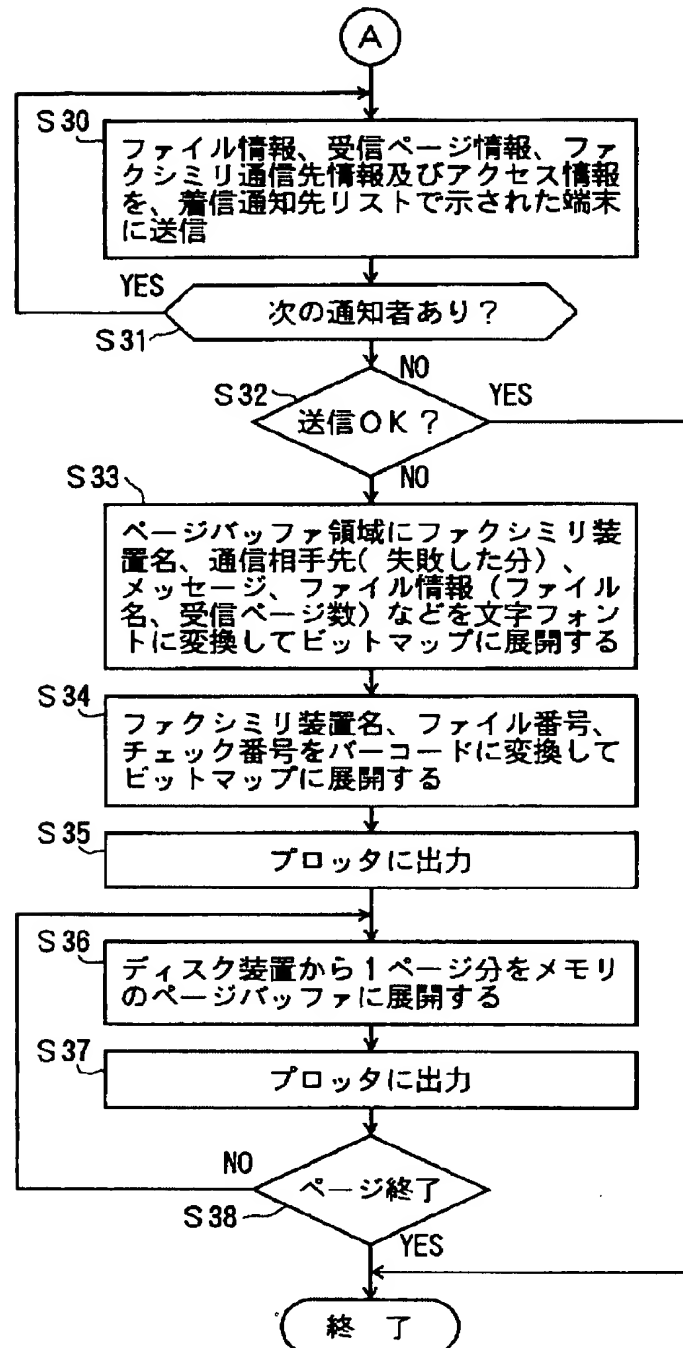 A
S30
ファイル情報、受信ページ情報、ファ
クシミリ通信先情報及びアクセス情報
を、着信通知先リストで示された端末
に送信
YES
次の通知者あり?
S31
NO
S32
YES
送信OK?
NO
S33
ページバッファ領域にファクシミリ装
置名、通信相手先(失敗した分)、
メッセージ、ファイル情報(ファイル
名、受信ページ数)などを文字フォン
トに変換してビットマップに展開する
S34
ファクシミリ装置名、ファイル番号、
チェック番号をバーコードに変換して
ビットマップに展開する
S35
プロッタに出力
S36
ディスク装置から1ページ分をメモリ
のページバッファに展開する
S37
プロッタに出力
NO
ページ終了
S38
YES
終 了